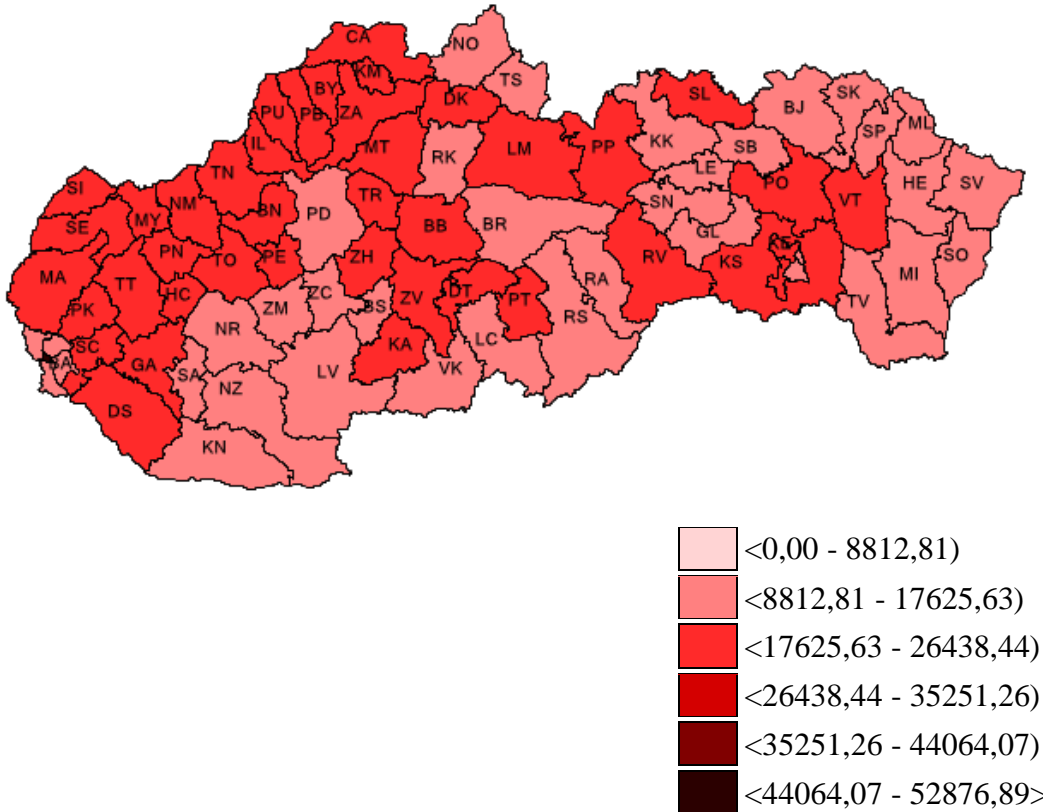 CA
NO
KM
TS
BY
PU
PB
ZA
DK
SL
BJ
SK
SP
ML
IL
MT
RK
LM
PP
KK
SB
LE
HE
SV
SI
TN
BN
PD
TR
SN
PO
VT
SE
MY
NM
BB
BR
GL
KE
SO
PN
TO
PE
ZH
RV
KS
MI
MA
TT
HC
ZM
ZC
BS
ZV
DT
PT
RA
TV
PK
NR
RS
SC
KA
LC
BA
GA
SA
NZ
LV
VK
DS
KN
<0,00 - 8812,81)
<8812,81 - 17625,63)
<17625,63 - 26438,44)
<26438,44 - 35251,26)
<35251,26 - 44064,07)
<44064,07 - 52876,89>